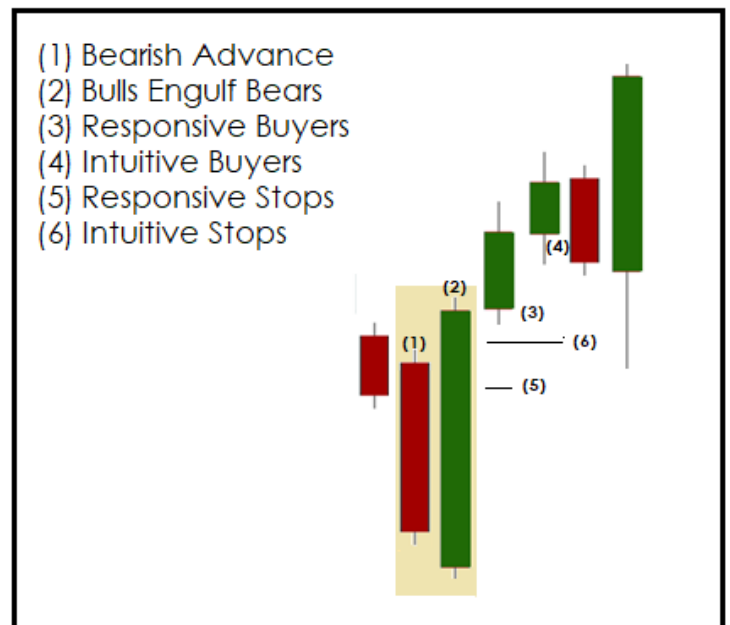 (1) Bearish Advance
(2) Bulls Engulf Bears
(3) Responsive Buyers
(4) Intuitive Buyers
(5) Responsive Stops
(6) Intuitive Stops
(4)
(2)
(3)
(1)
(6)
(5)